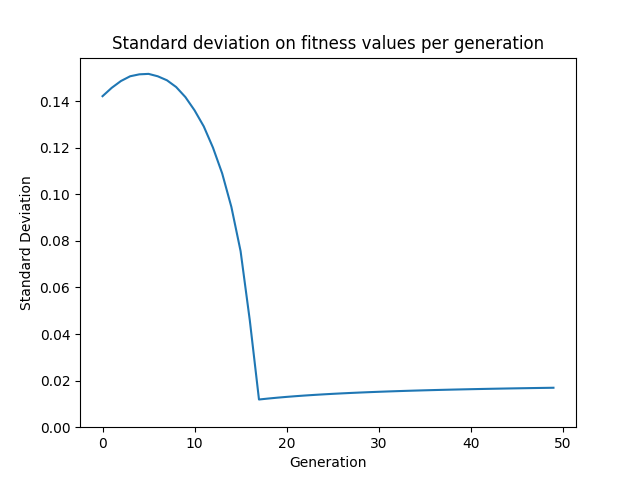 Standard deviation on fitness values per generation
Standard Deviation
0.14
0.12
0.10
0.08
0.06
0.04
0.02
0.00
0 10 20 30 40 50
Generation